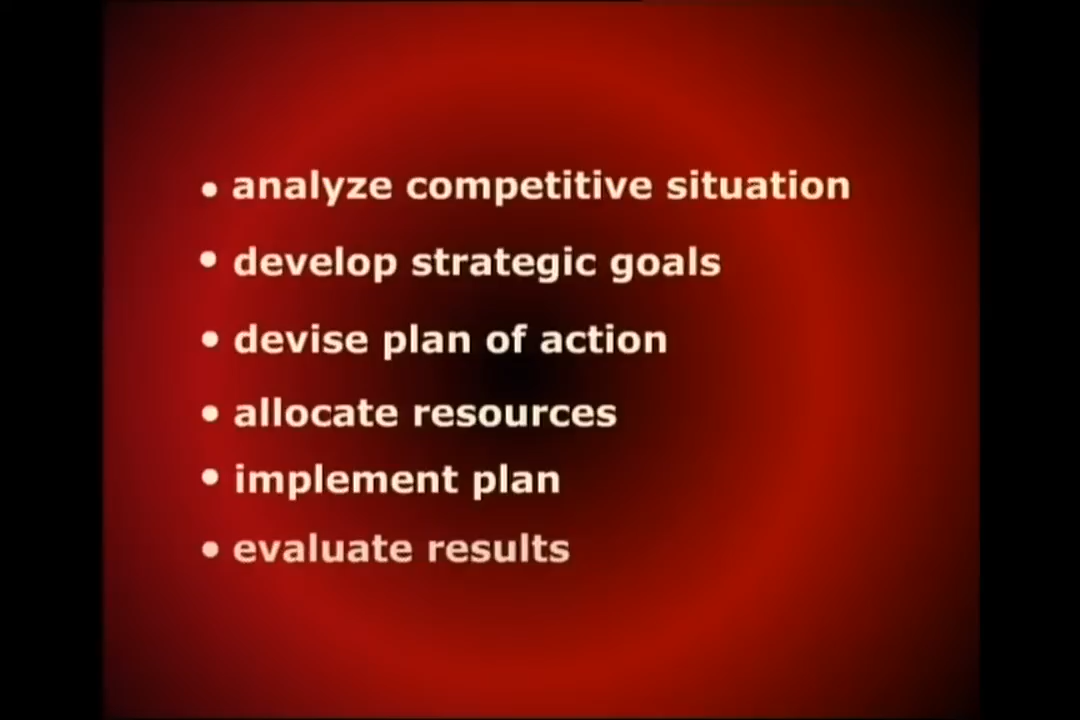 • analyze competitive situation
• develop strategic goals
• devise plan of action
• allocate resources
• implement plan
• evaluate results